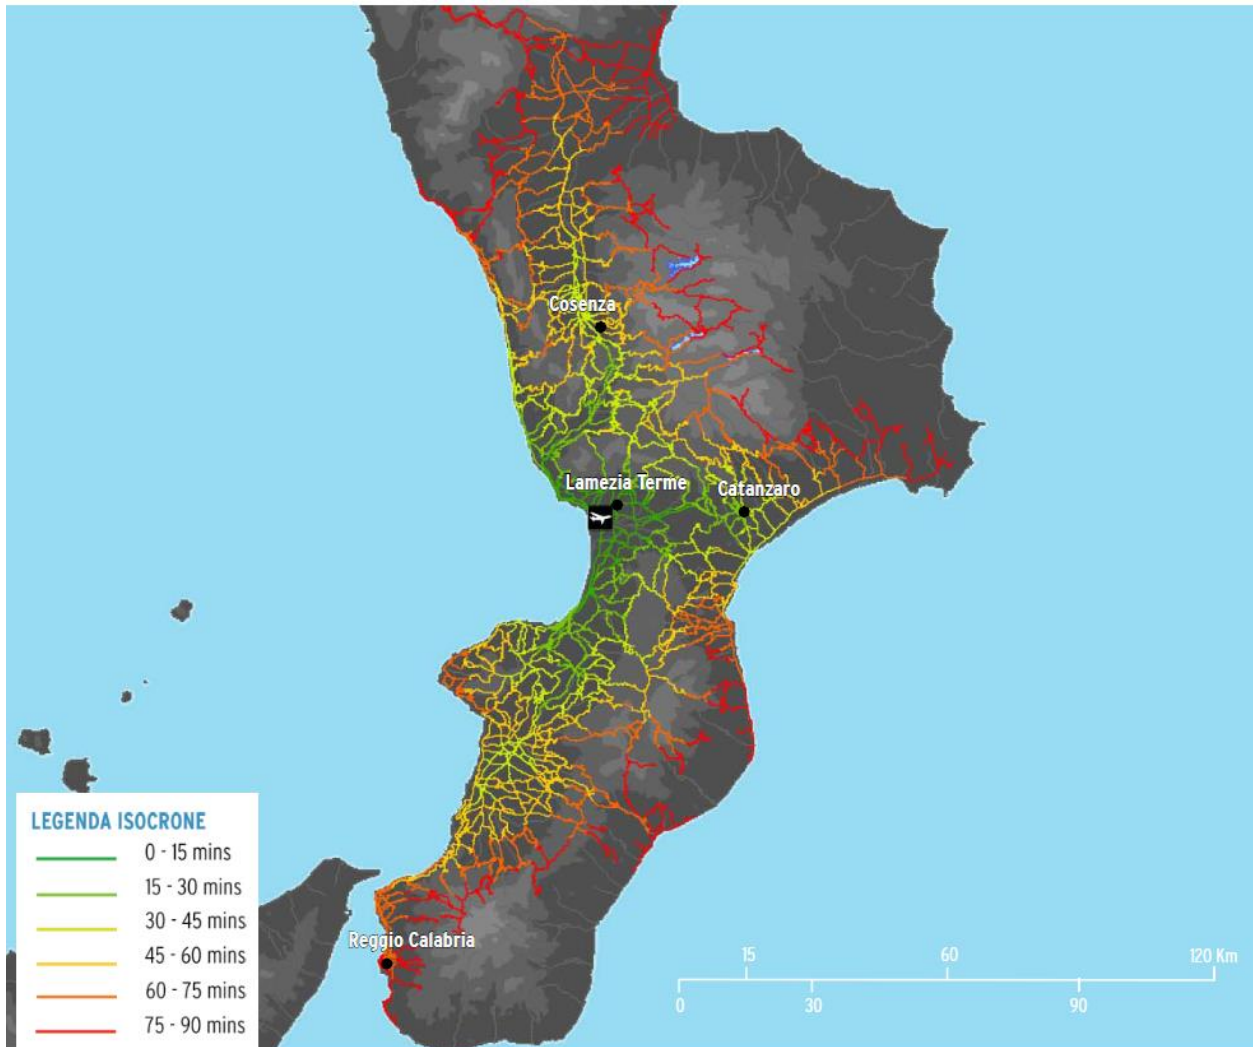 Cosenza
Lamezia Terme
Catanzaro
Reggio Calabria
LEGENDA ISOCRONE
0 - 15 mins
15 - 30 mins
30 - 45 mins
45 - 60 mins
60 - 75 mins
75 - 90 mins
15 60 120 Km
0 30 90